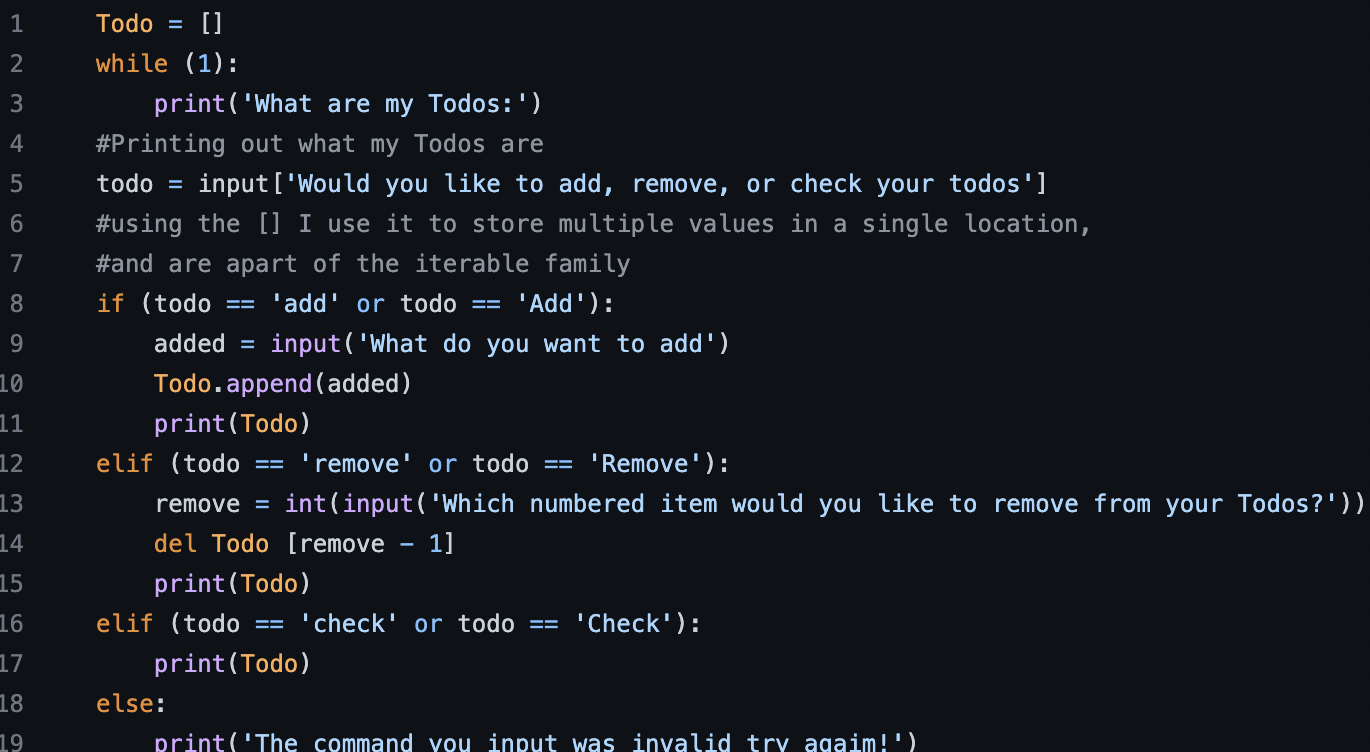 1 Todo = []
2 while (1):
3     print('What are my Todos:')
4 #Printing out what my Todos are
5 todo = input['Would you like to add, remove, or check your todos']
6 #using the [] I use it to store multiple values in a single location,
7 #and are apart of the iterable family
8 if (todo == 'add' or todo == 'Add'):
9     added = input('What do you want to add')
10     Todo.append(added)
11     print(Todo)
12 elif (todo == 'remove' or todo == 'Remove'):
13     remove = int(input('Which numbered item would you like to remove from your Todos?'))
14     del Todo [remove - 1]
15     print(Todo)
16 elif (todo == 'check' or todo == 'Check'):
17     print(Todo)
18 else:
19     print('The command you input was invalid try agaim!')